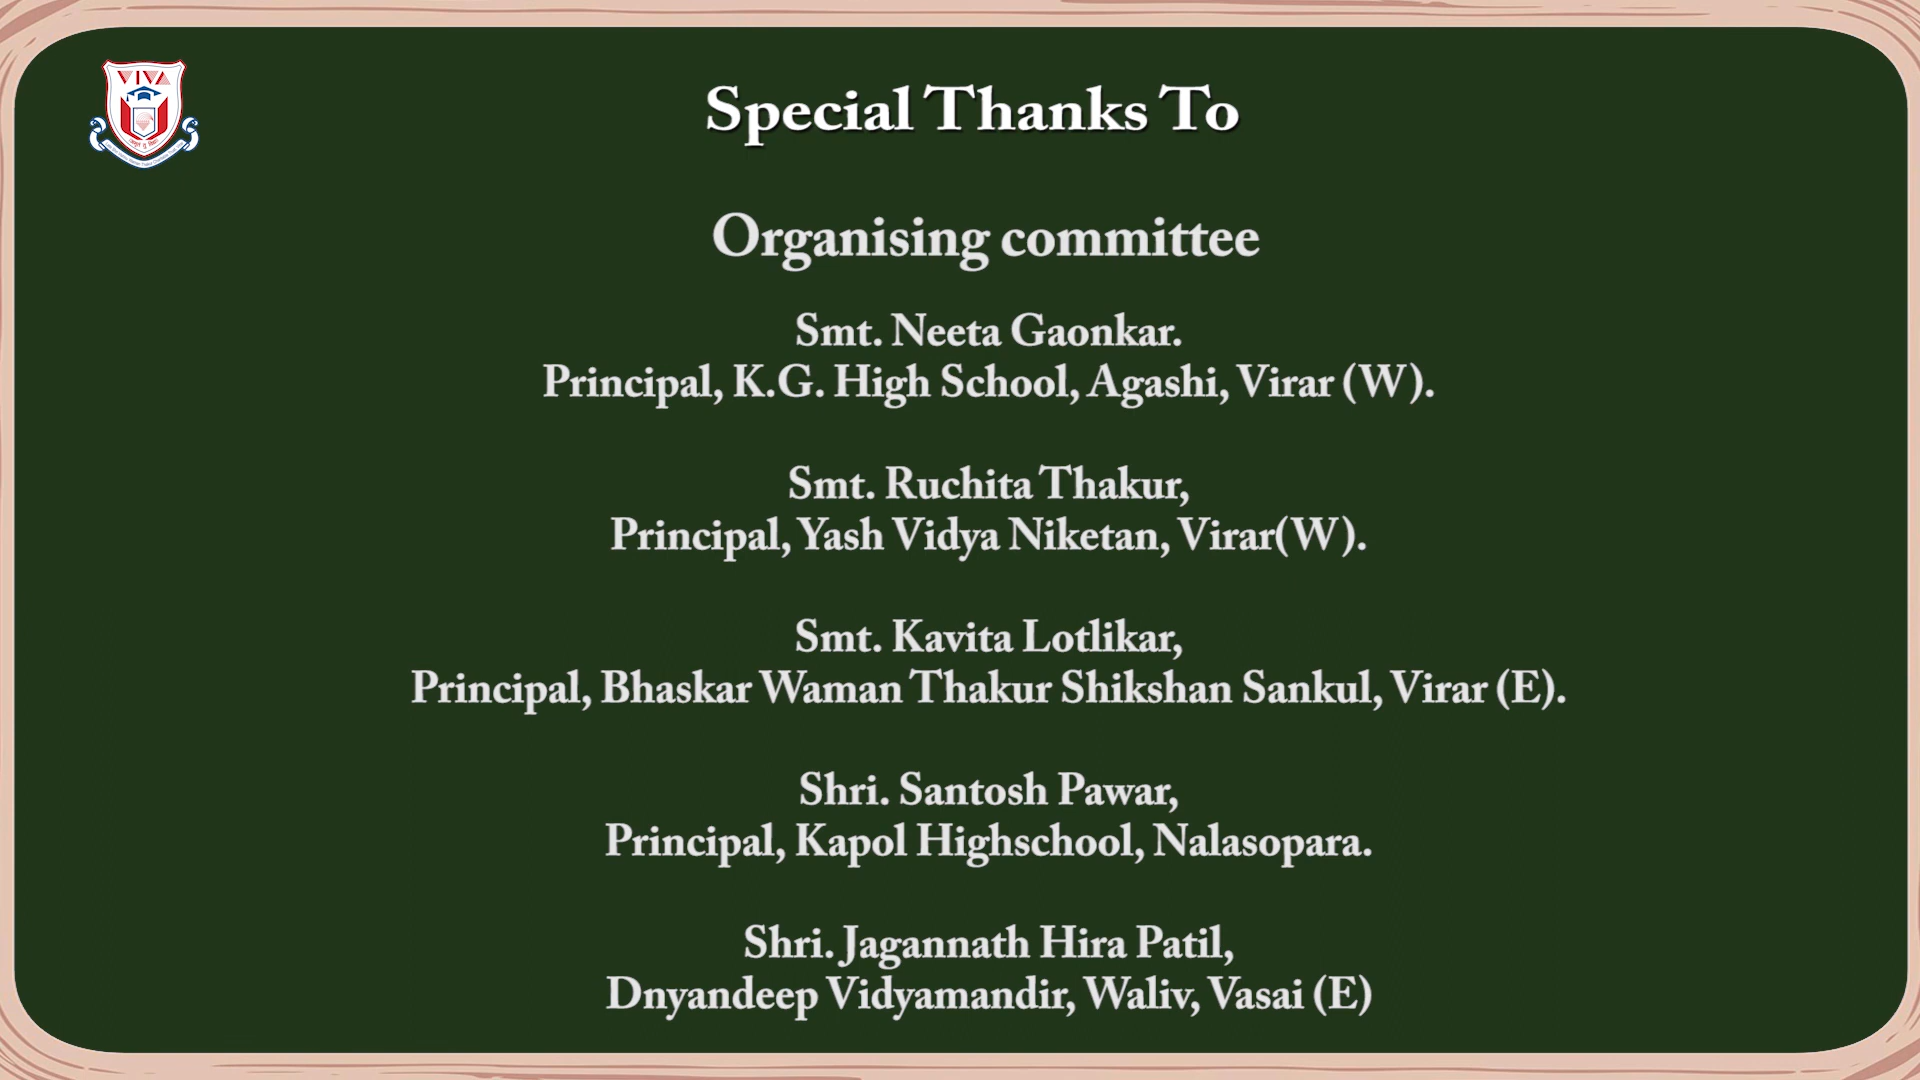 VIVA
Special Thanks To
Organising committee
Smt. Neeta Gaonkar.
Principal, K.G. High School, Agashi, Virar (W).
Smt. Ruchita Thakur,
Principal, Yash Vidya Niketan, Virar(W).
Smt. Kavita Lotlikar,
Principal, Bhaskar Waman Thakur Shikshan Sankul, Virar (E).
Shri. Santosh Pawar,
Principal, Kapol Highschool, Nalasopara.
Shri. Jagannath Hira Patil,
Dnyandeep Vidyamandir, Waliv, Vasai (E)